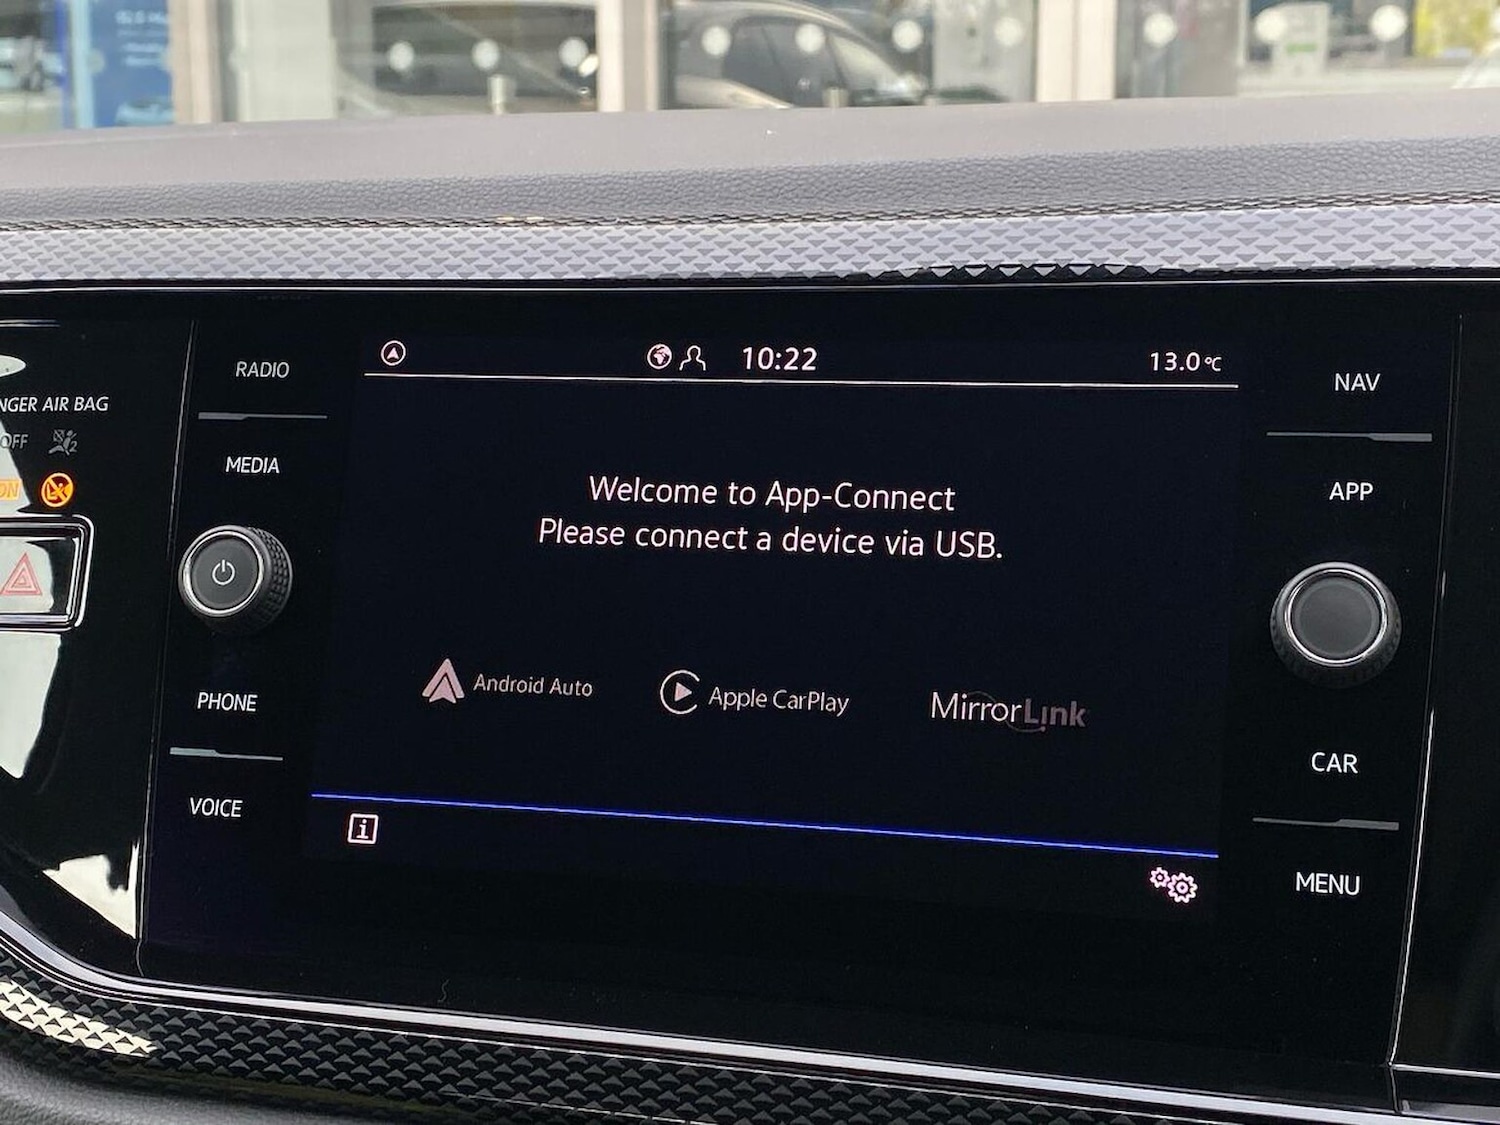 RADIO
MEDIA
PHONE
VOICE
AIR BAG
OFF
ON
10:22
13.0°C
Welcome to App-Connect
Please connect a device via USB.
Android Auto
Apple CarPlay
MirrorLink
i
NAV
APP
CAR
MENU